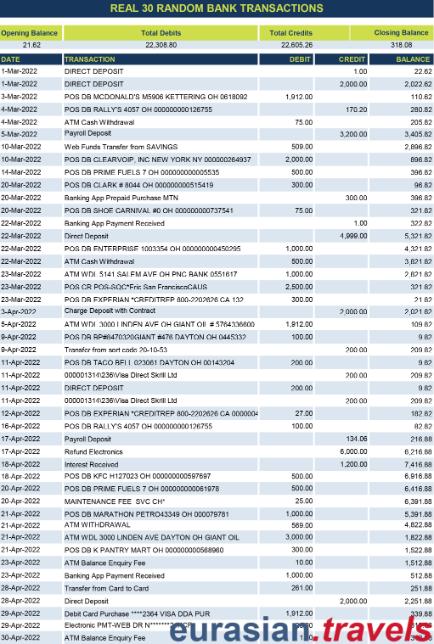 REAL 30 RANDOM BANK TRANSACTIONS
Opening Balance Total Debits Total Credits Closing Balance
21.62 22,308.80 22,605.26 318.08
DATE TRANSACTION DEBIT CREDIT BALANCE
1-Mar-2022 DIRECT DEPOSIT 1.00 22.62
1-Mar-2022 DIRECT DEPOSIT 2,000.00 2,022.62
3-Mar-2022 POS DB MCDONALD'S M5906 KETTERING OH 0618092 1,912.00 110.62
4-Mar-2022 POS DB RALLY'S 4057 OH 000000000126755 170.20 280.82
4-Mar-2022 ATM Cash Withdrawal 75.00 205.82
5-Mar-2022 Payroll Deposit 3,200.00 3,405.82
10-Mar-2022 Web Funds Transfer from SAVINGS 509.00 2,896.82
10-Mar-2022 POS DB CLEARVOIP, INC NEW YORK NY 000000264937 2,000.00 896.82
14-Mar-2022 POS DB PRIME FUELS 7 OH 000000000005535 500.00 396.82
20-Mar-2022 POS DB CLARK # 8044 OH 000000000515419 300.00 96.82
20-Mar-2022 Banking App Prepaid Purchase MTN 300.00 396.82
20-Mar-2022 POS DB SHOE CARNIVAL #0 OH 000000000737541 75.00 321.82
22-Mar-2022 Banking App Payment Received 1.00 322.82
22-Mar-2022 Direct Deposit 4,999.00 5,321.82
22-Mar-2022 POS DB ENTERPRISE 1003354 OH 000000000450295 1,000.00 4,321.82
22-Mar-2022 ATM Cash Withdrawal 500.00 3,821.82
23-Mar-2022 ATM WDL 5141 SALEM AVE OH PNC BANK 0551617 1,000.00 2,821.82
23-Mar-2022 POS CR POS-SQC*Eric San FranciscoCAUS 2,500.00 321.82
23-Mar-2022 POS DB EXPERIAN *CREDITREP 800-2202626 CA 132 300.00 21.82
3-Apr-2022 Charge Deposit with Contract 2,000.00 2,021.82
5-Apr-2022 ATM WDL 3000 LINDEN AVE OH GIANT OIL # 5764336600 1,912.00 109.82
9-Apr-2022 POS DB BP#6470320GIANT #476 DAYTON OH 0445332 100.00 9.82
9-Apr-2022 Transfer from sort code 20-10-53 200.00 209.82
11-Apr-2022 POS DB TACO BELL 023061 DAYTON OH 00143204 200.00 9.82
11-Apr-2022 000001314\236\Visa Direct Skrill Ltd 200.00 209.82
11-Apr-2022 DIRECT DEPOSIT 200.00 9.82
11-Apr-2022 000001314\236\Visa Direct Skrill Ltd 200.00 209.82
12-Apr-2022 POS DB EXPERIAN *CREDITREP 800-2202626 CA 0000004 27.00 182.82
16-Apr-2022 POS DB RALLY'S 4057 OH 000000000126755 100.00 82.82
17-Apr-2022 Payroll Deposit 134.06 216.88
17-Apr-2022 Refund Electronics 6,000.00 6,216.88
18-Apr-2022 Interest Received 1,200.00 7,416.88
18-Apr-2022 POS DB KFC H127023 OH 000000000597697 500.00 6,916.88
20-Apr-2022 POS DB PRIME FUELS 7 OH 000000000061978 500.00 6,416.88
20-Apr-2022 MAINTENANCE FEE SVC CH* 25.00 6,391.88
21-Apr-2022 POS DB MARATHON PETRO43349 OH 000079781 1,000.00 5,391.88
21-Apr-2022 ATM WITHDRAWAL 569.00 4,822.88
21-Apr-2022 ATM WDL 3000 LINDEN AVE DAYTON OH GIANT OIL 3,000.00 1,822.88
21-Apr-2022 POS DB K PANTRY MART OH 000000000568960 300.00 1,522.88
23-Apr-2022 ATM Balance Enquiry Fee 10.00 1,512.88
23-Apr-2022 Banking App Payment Received 1,000.00 512.88
28-Apr-2022 Transfer from Card to Card 261.00 251.88
28-Apr-2022 Direct Deposit 2,000.00 2,251.88
29-Apr-2022 Debit Card Purchase ****2364 VISA DDA PUR 1,912.00 339.88
29-Apr-2022 Electronic PMT-WEB DR
30-Apr-2022 ATM Balance Enquiry Fee
eurasian.travels